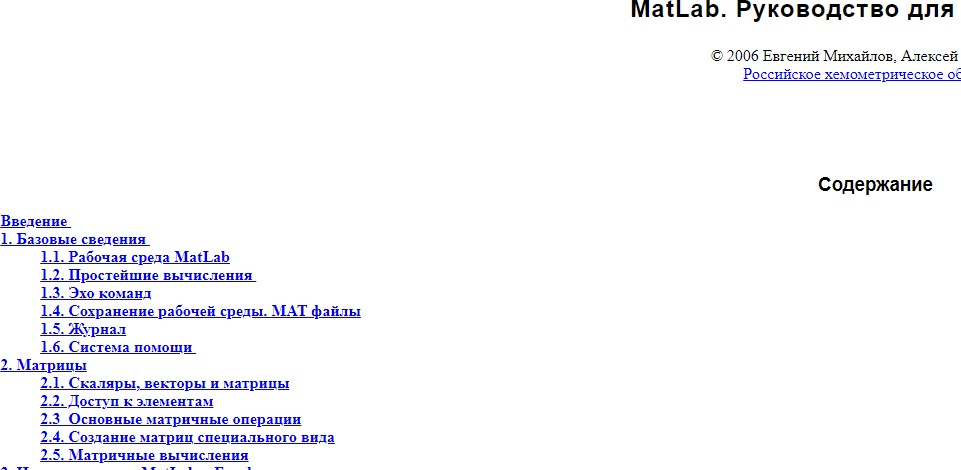 MatLab. Руководство для
© 2006 Евгений Михайлов, Алексей
Российское хемометрическое об
Содержание
Введение
1. Базовые сведения
1.1. Рабочая среда MatLab
1.2. Простейшие вычисления
1.3. Эхо команд
1.4. Сохранение рабочей среды. МАТ файлы
1.5. Журнал
1.6. Система помощи
2. Матрицы
2.1. Скаляры, векторы и матрицы
2.2. Доступ к элементам
2.3 Основные матричные операции
2.4. Создание матриц специального вида
2.5. Матричные вычисления